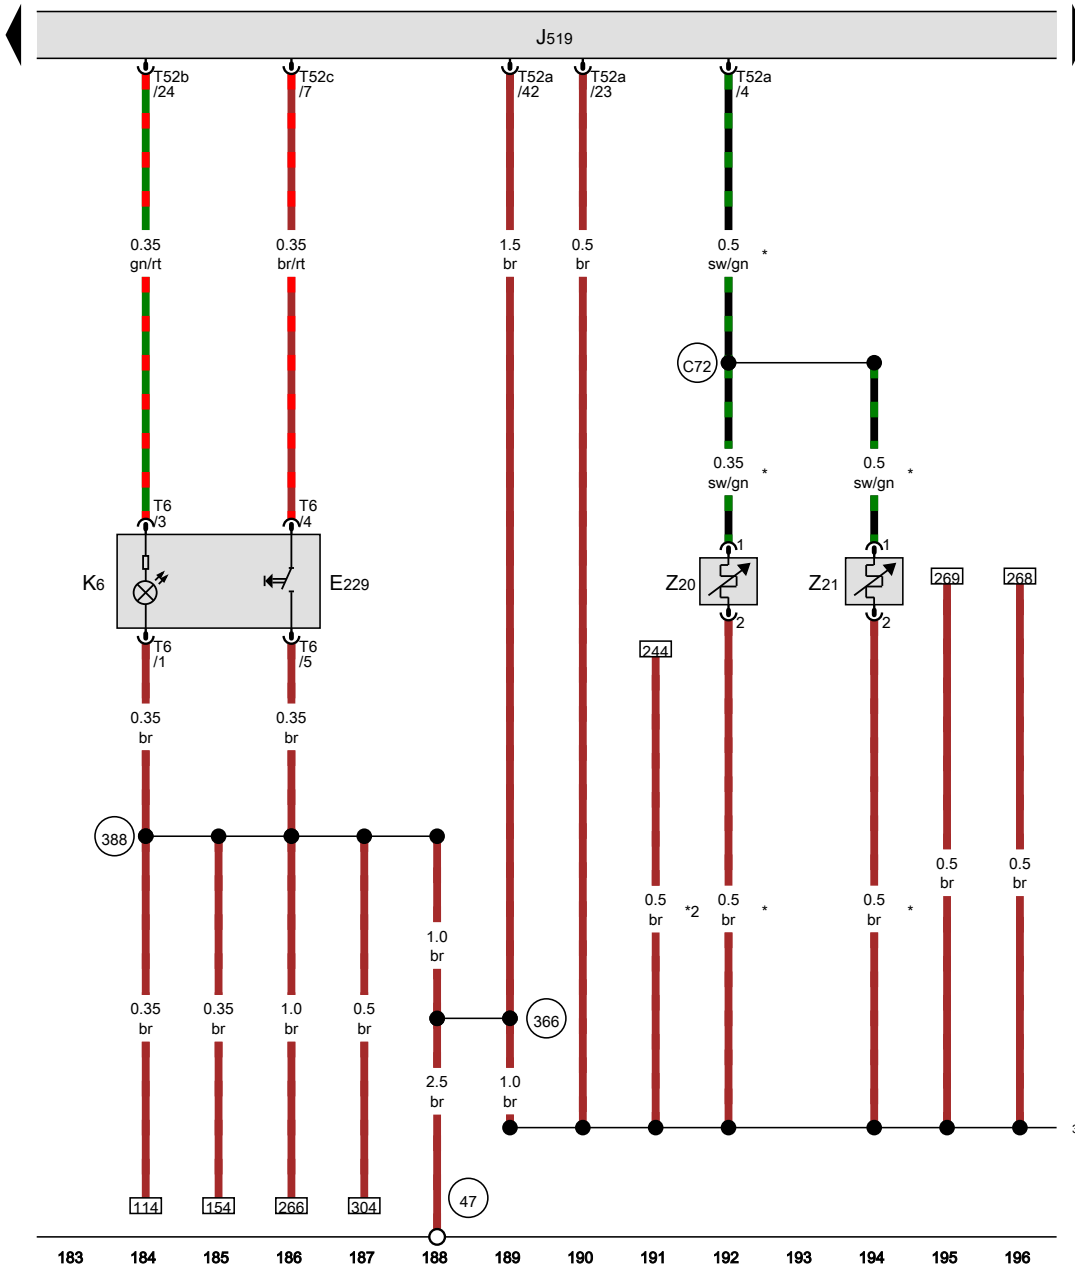 J519
T52b
/24
T52c
/7
T52a
/42
T52a
/23
T52a
/4
0.35
gn/rt
0.35
br/rt
1.5
br
0.5
br
0.5
sw/gn
*
C72
0.35
sw/gn
*
0.5
sw/gn
*
T6
/3
T6
/4
K6
E229
1
1
Z20
Z21
269
268
2
2
T6
/1
T6
/5
244
0.35
br
0.35
br
388
0.5
br
*2
0.5
br
*
0.5
br
*
0.5
br
0.5
br
1.0
br
0.35
br
0.35
br
1.0
br
0.5
br
366
2.5
br
1.0
br
114
154
266
304
47
183 184 185 186 187 188 189 190 191 192 193 194 195 196